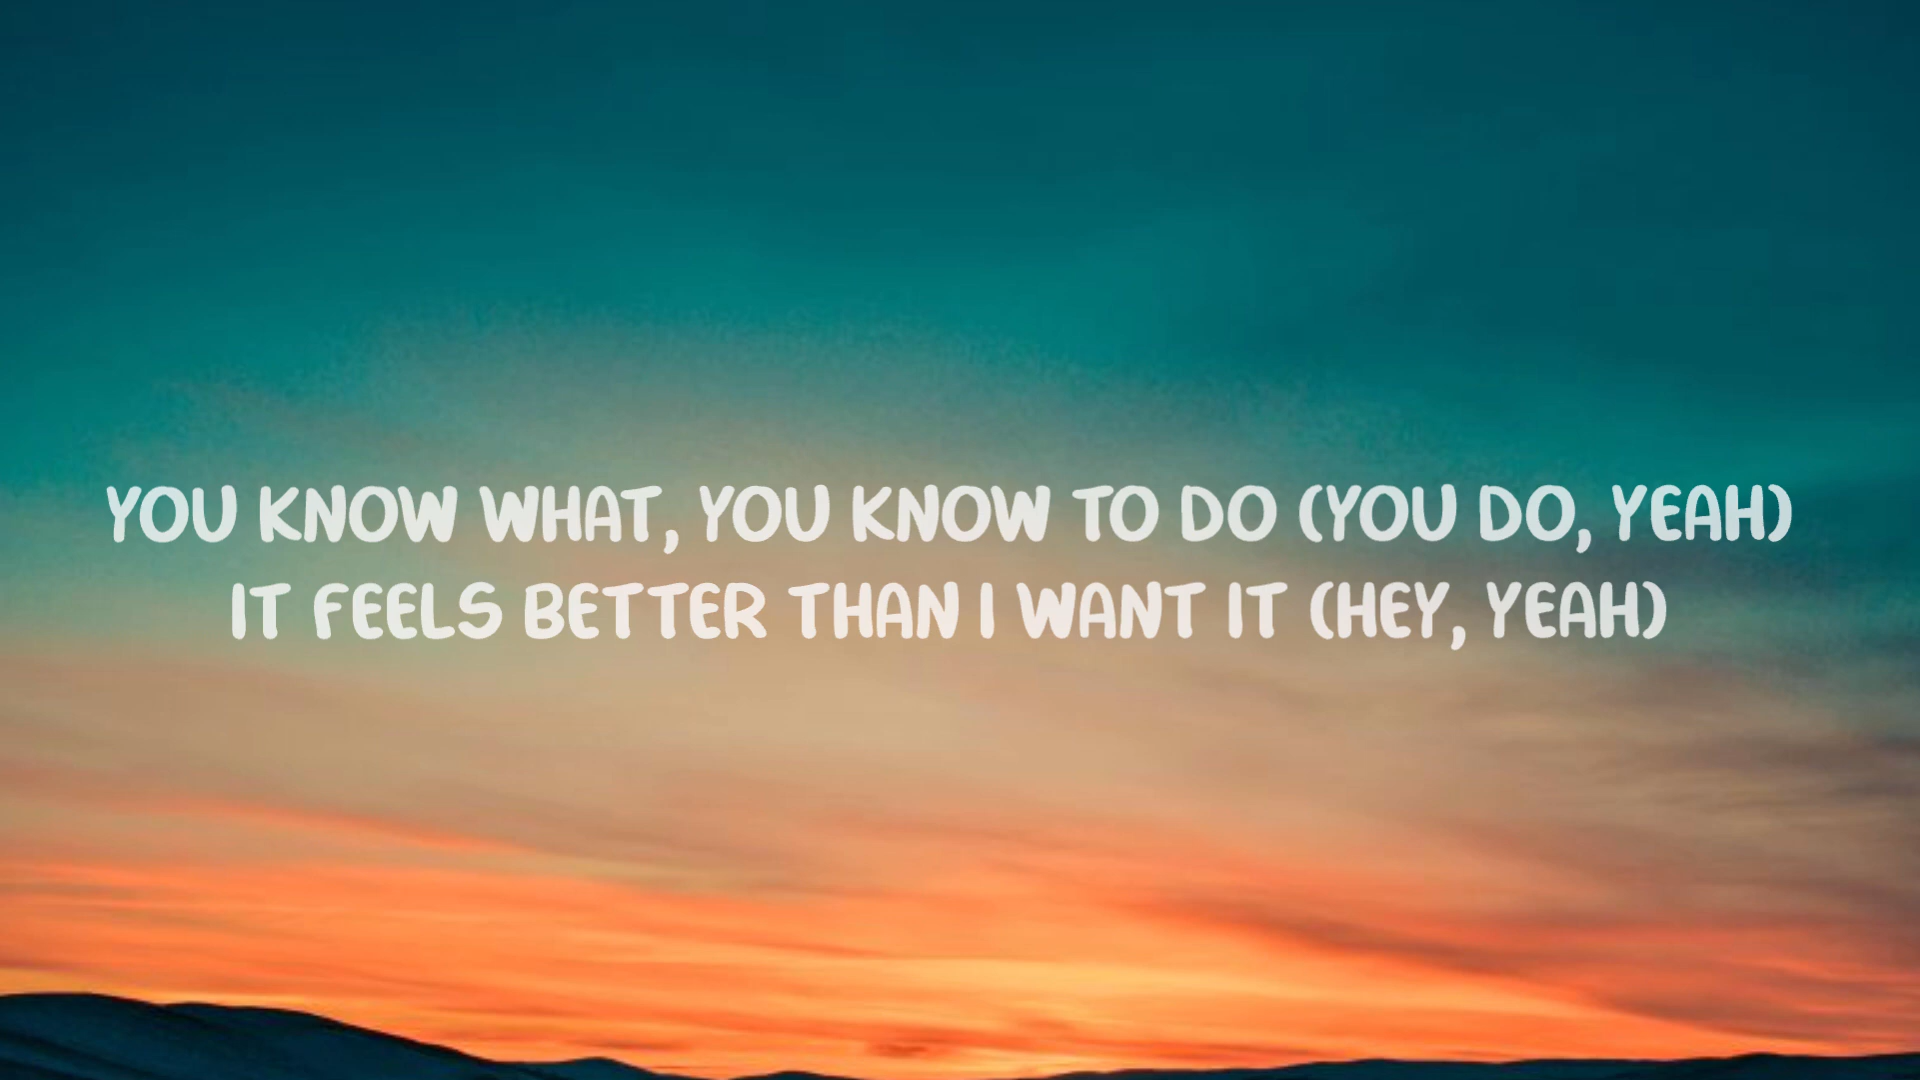 YOU KNOW WHAT, YOU KNOW TO DO (YOU DO, YEAH)
IT FEELS BETTER THAN I WANT IT (HEY, YEAH)